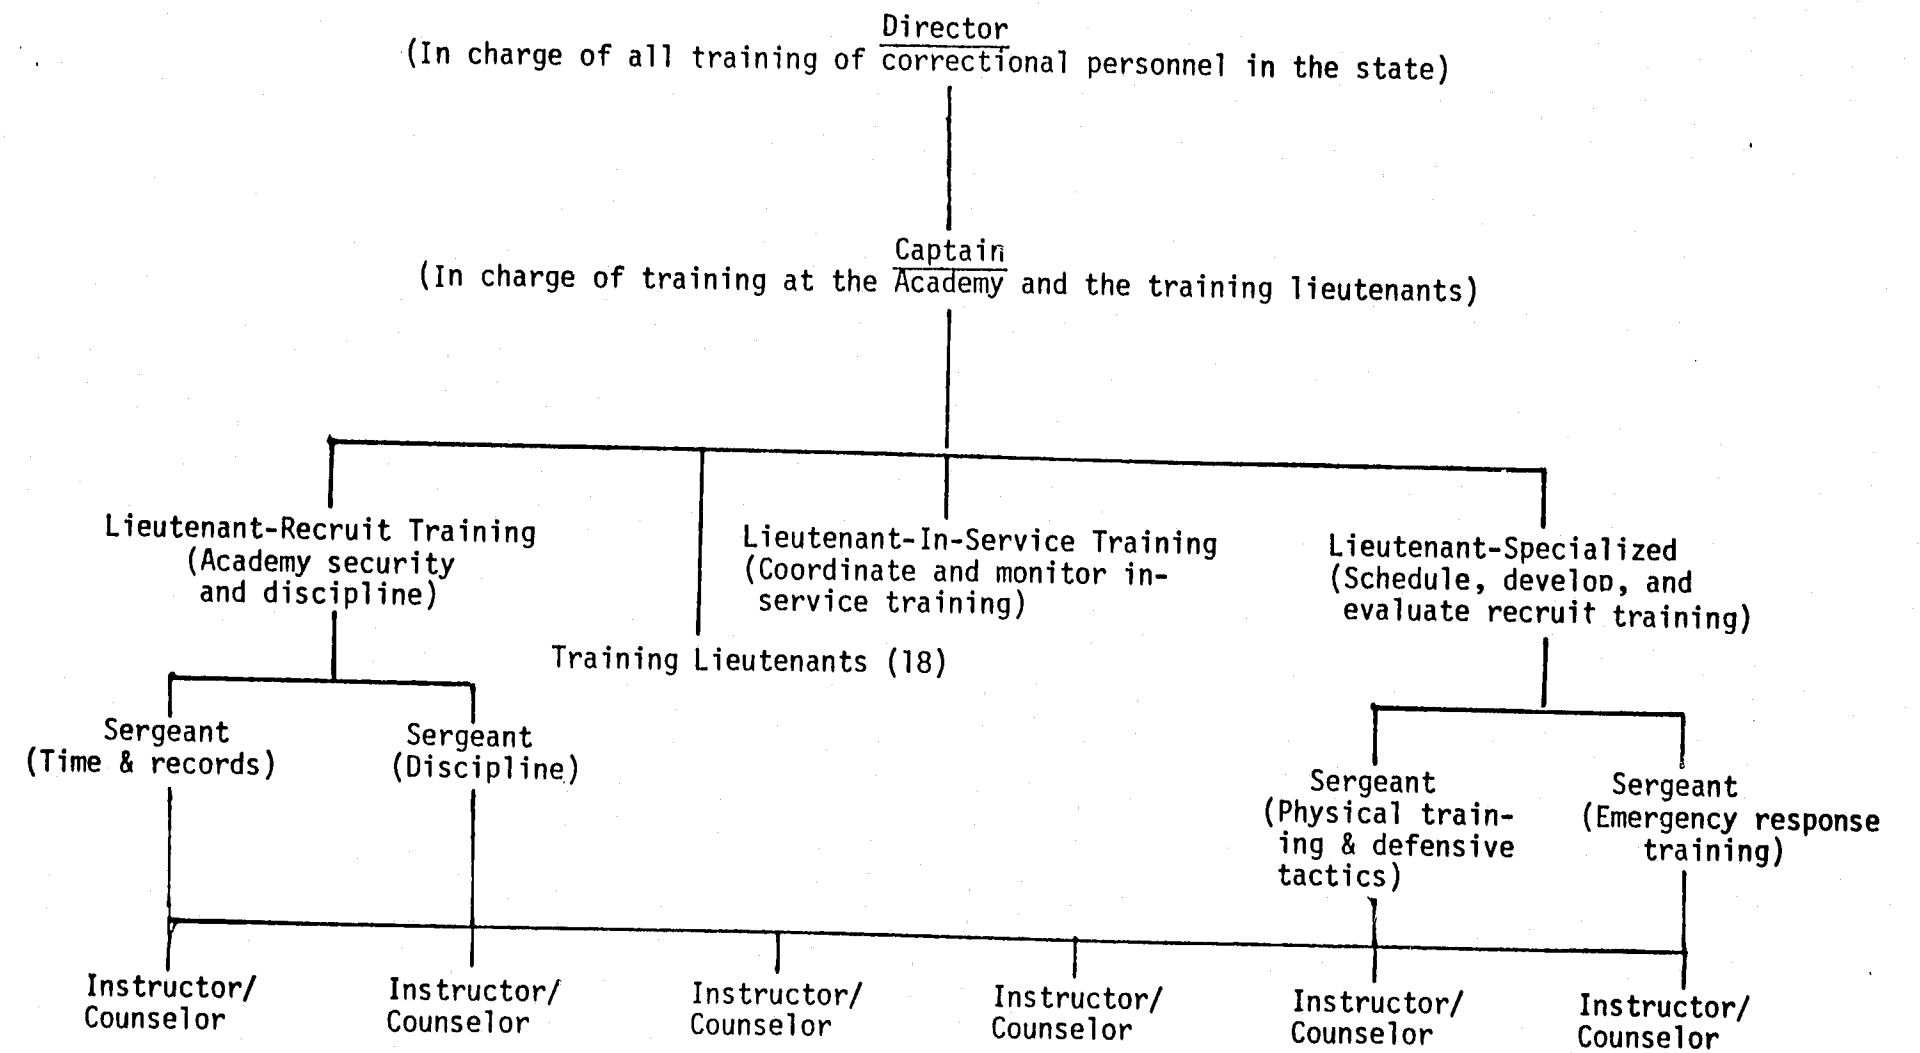 Director
(In charge of all training of correctional personnel in the state)
Captain
(In charge of training at the Academy and the training lieutenants)
Lieutenant-Recruit Training
(Academy security
and discipline)
Lieutenant-In-Service Training
(Coordinate and monitor in-
service training)
Lieutenant-Specialized
(Schedule, develop, and
evaluate recruit training)
Training Lieutenants (18)
Sergeant
(Time & records)
Sergeant
(Discipline)
Sergeant
(Physical train-
ing & defensive
tactics)
Sergeant
(Emergency response
training)
Instructor/
Counselor
Instructor/
Counselor
Instructor/
Counselor
Instructor/
Counselor
Instructor/
Counselor
Instructor/
Counselor